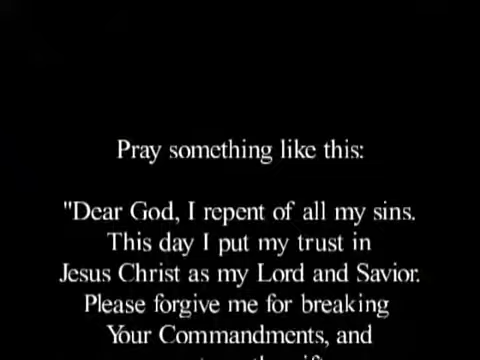 Pray something like this:
"Dear God, I repent of all my sins.
This day I put my trust in
Jesus Christ as my Lord and Savior.
Please forgive me for breaking
Your Commandments, and